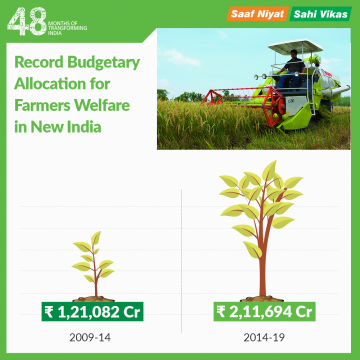 48 MONTHS OF
TRANSFORMING
INDIA
Saaf Niyat Sahi Vikas
Record Budgetary
Allocation for
Farmers Welfare
in New India
₹ 1,21,082 Cr
₹ 2,11,694 Cr
2009-14
2014-19